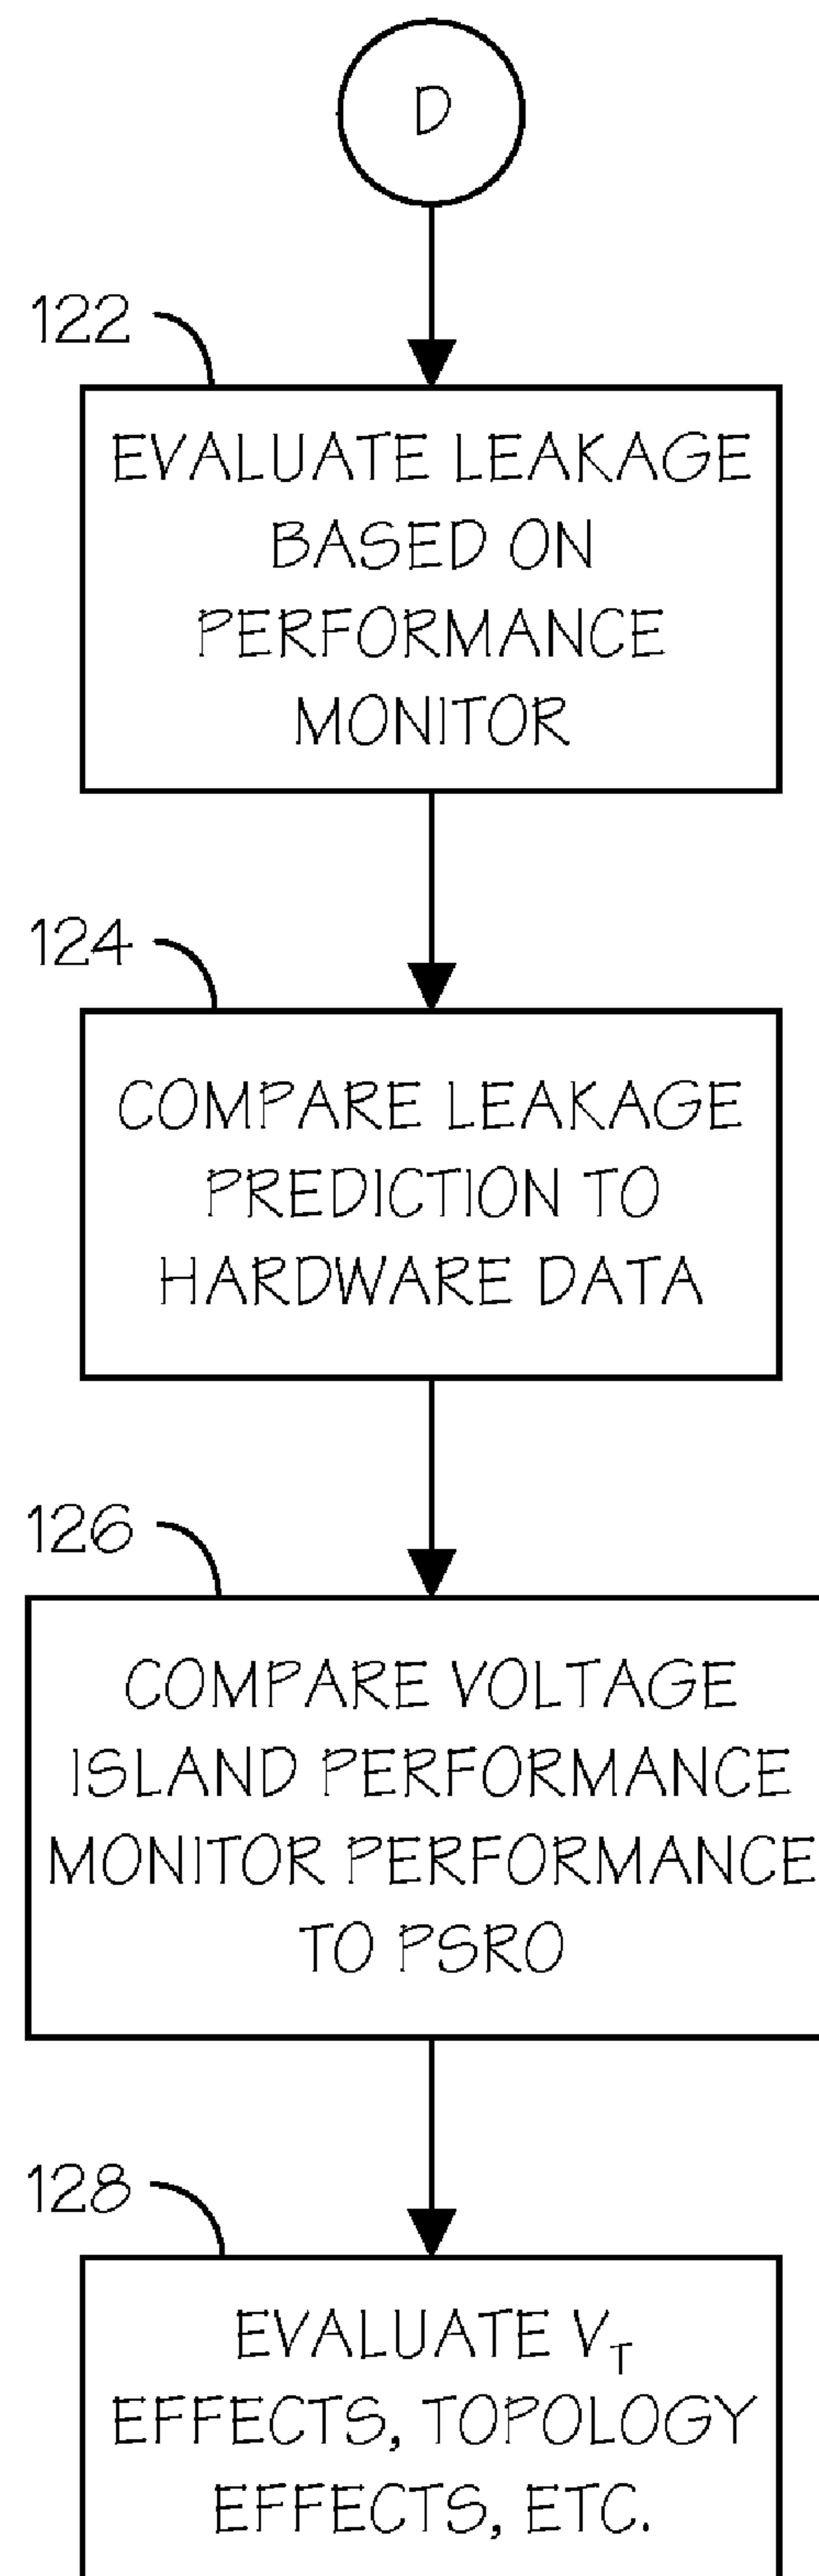 D
122
EVALUATE LEAKAGE
BASED ON
PERFORMANCE
MONITOR
124
COMPARE LEAKAGE
PREDICTION TO
HARDWARE DATA
126
COMPARE VOLTAGE
ISLAND PERFORMANCE
MONITOR PERFORMANCE
TO PSRO
128
EVALUATE V_T
EFFECTS, TOPOLOGY
EFFECTS, ETC.